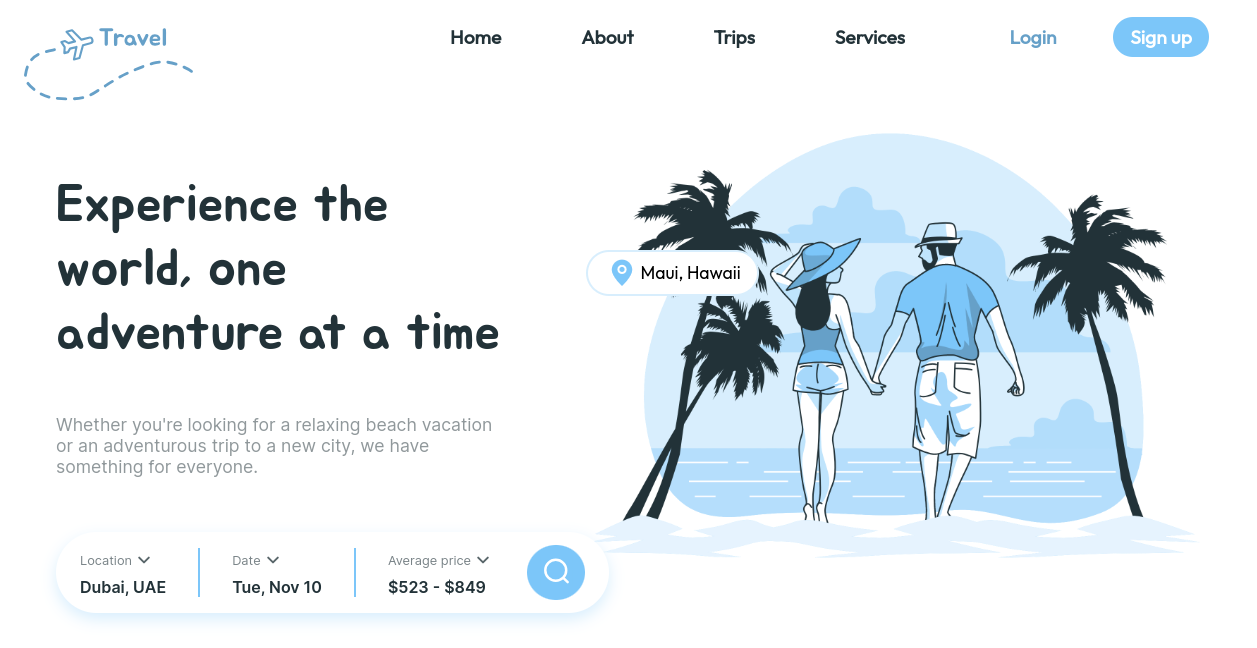 Travel
Home
About
Trips
Services
Login
Sign up
Experience the
world, one
adventure at a time
Maui, Hawaii
Whether you're looking for a relaxing beach vacation
or an adventurous trip to a new city, we have
something for everyone.
Location
Dubai, UAE
Date
Tue, Nov 10
Average price
$523 - $849